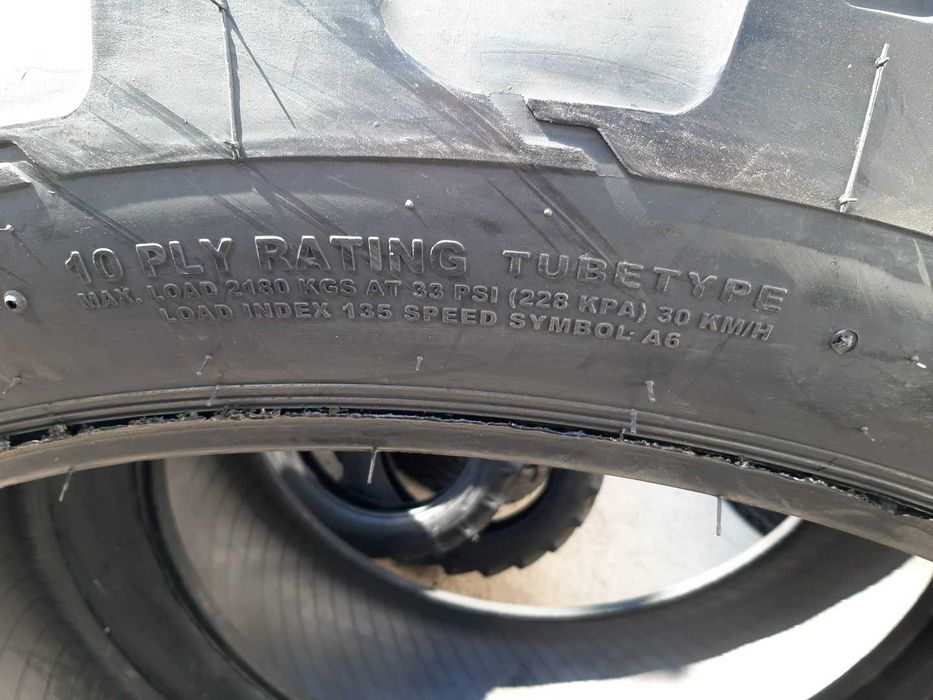 10 PLY RATING TUBETYPE
MAX. LOAD 2180 KGS AT 33 PSI (228 KPA) 30 KM/H
LOAD INDEX 135 SPEED SYMBOL A6